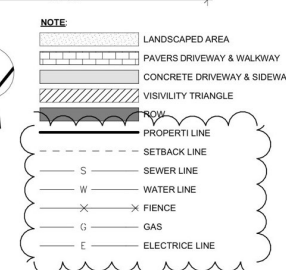 NOTE:
LANDSCAPED AREA
PAVERS DRIVEWAY & WALKWAY
CONCRETE DRIVEWAY & SIDEWA
VISIVILITY TRIANGLE
ROW
PROPERTI LINE
SETBACK LINE
S SEWER LINE
W WATER LINE
FIENCE
G GAS
E ELECTRICE LINE